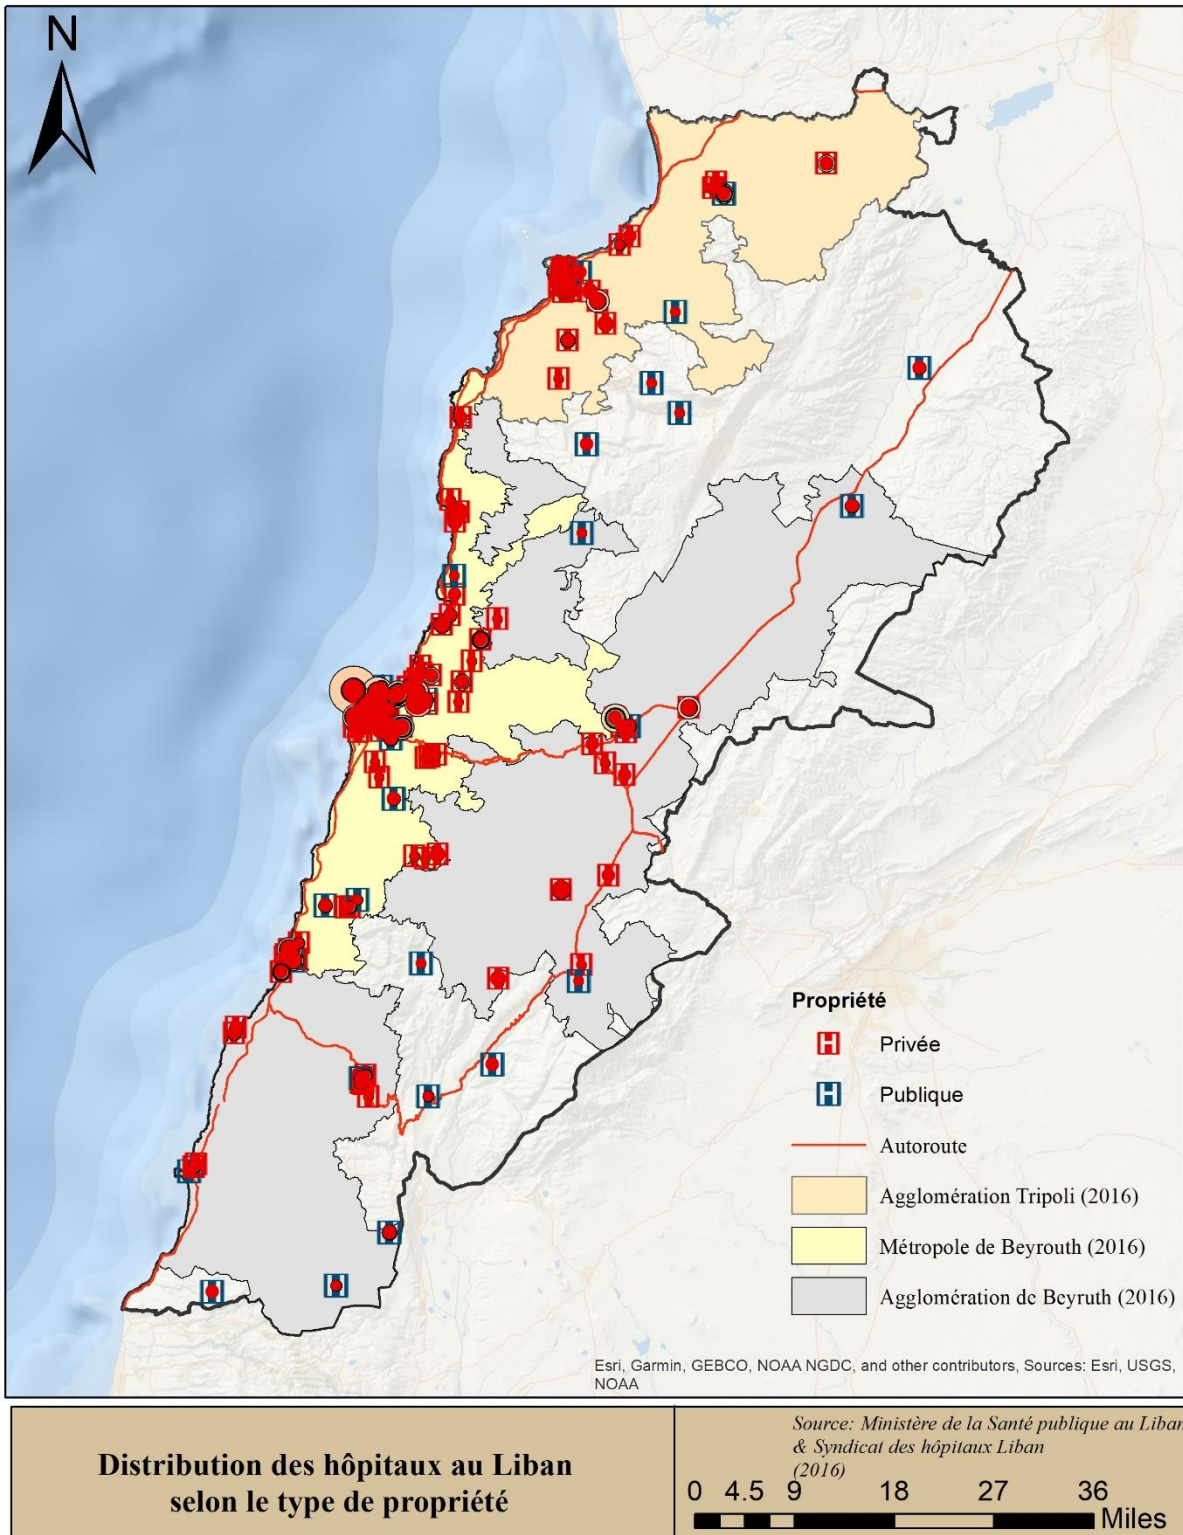 N
Propriété
Privée
Publique
Autoroute
Agglomération Tripoli (2016)
Métropole de Beyrouth (2016)
Agglomération de Beyruth (2016)
Esri, Garmin, GEBCO, NOAA NGDC, and other contributors, Sources: Esri, USGS,
NOAA
Distribution des hôpitaux au Liban
selon le type de propriété
Source: Ministère de la Santé publique au Liban
& Syndicat des hôpitaux Liban
(2016)
0 4.5 9 18 27 36
Miles